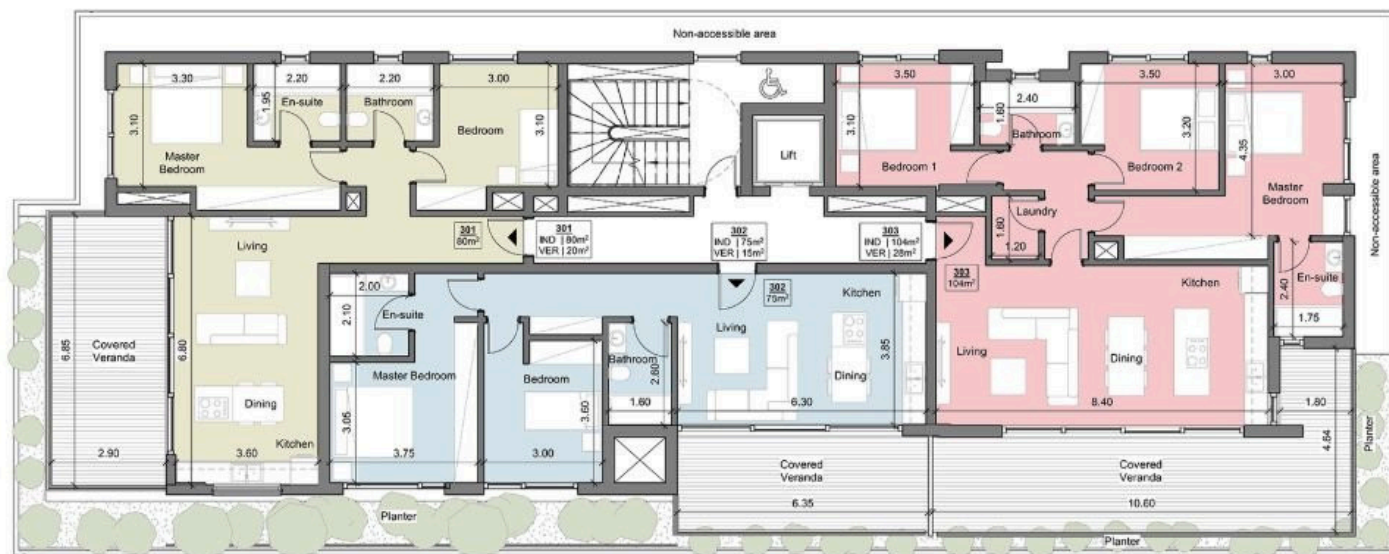 Non-accessible area
3.30
2.20
2.20
3.00
3.50
2.40
3.50
3.00
1.95
En-suite
Bathroom
Bedroom
3.10
3.10
Master
Bedroom
Lift
3.10
1.60
Bathroom
Bedroom 1
3.20
Bedroom 2
4.35
Master
Bedroom
Non-accessible area
Laundry
1.60
1.20
Living
301
80m²
301
IND | 80m²
VER | 20m²
302
IND | 75m²
VER | 15m²
303
IND | 104m²
VER | 28m²
303
104m²
302
75m²
Kitchen
Kitchen
En-suite
2.40
1.75
2.00
2.10
En-suite
Covered
Veranda
6.85
6.80
Living
3.85
Living
Dining
Dining
Bathroom
2.60
1.60
Master Bedroom
Bedroom
3.05
3.60
Dining
Kitchen
6.30
8.40
1.60
4.64
Planter
2.90
3.60
3.75
3.00
Covered
Veranda
6.35
Covered
Veranda
10.60
Planter
Planter